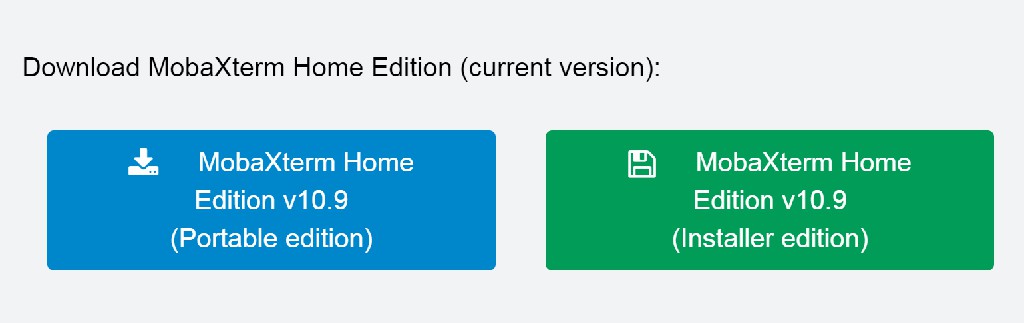 Download MobaXterm Home Edition (current version):
MobaXterm Home
Edition v10.9
(Portable edition)
MobaXterm Home
Edition v10.9
(Installer edition)